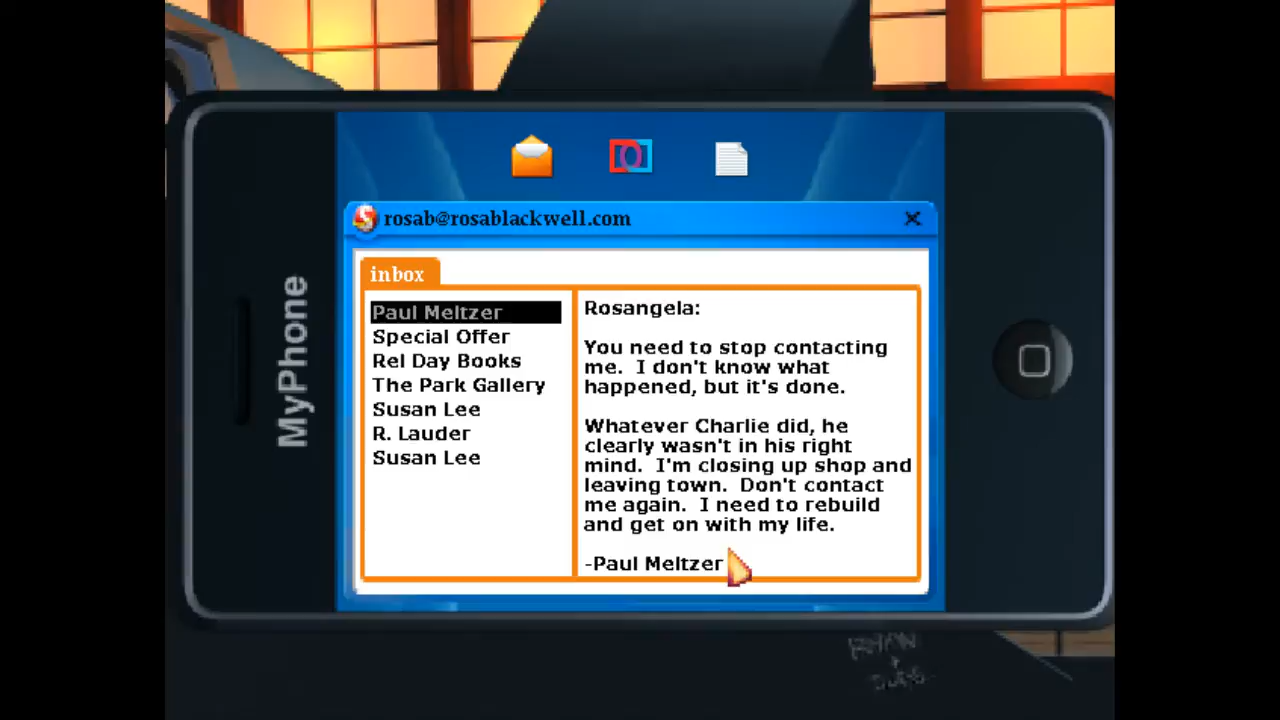 rosab@rosablackwell.com
inbox
Paul Meltzer
Special Offer
Rel Day Books
The Park Gallery
Susan Lee
R. Lauder
Susan Lee
Rosangela:
You need to stop contacting
me. I don't know what
happened, but it's done.
Whatever Charlie did, he
clearly wasn't in his right
mind. I'm closing up shop and
leaving town. Don't contact
me again. I need to rebuild
and get on with my life.
-Paul Meltzer
MyPhone